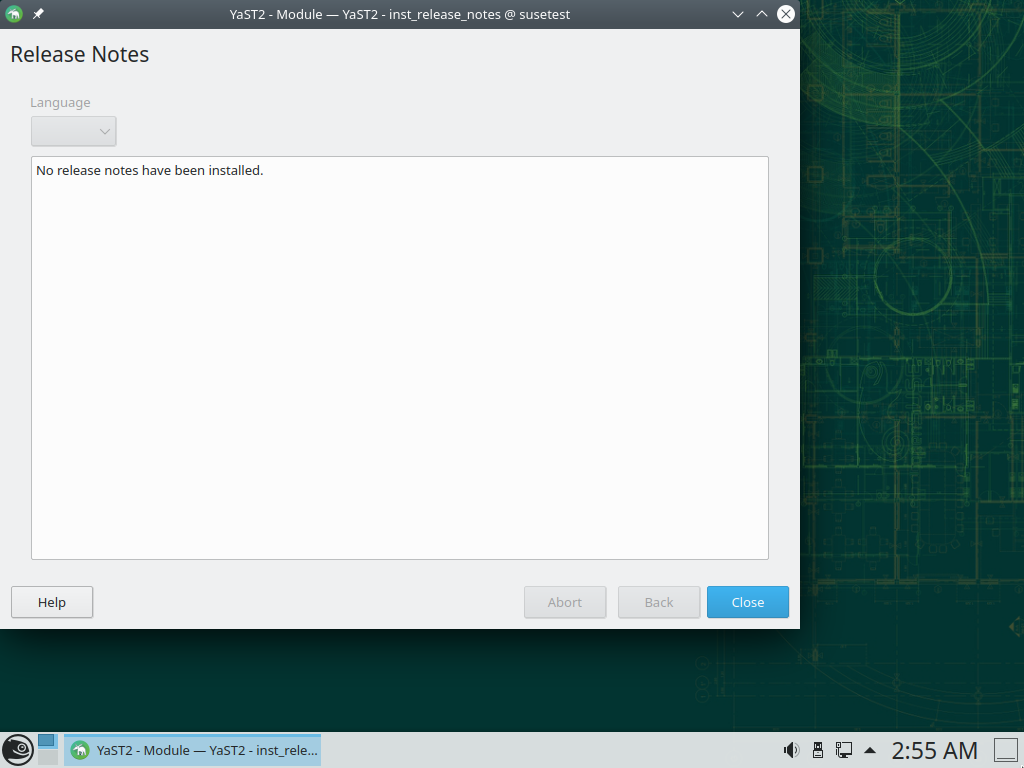 YaST2 - Module — YaST2 - inst_release_notes @ susetest
Release Notes
Language
No release notes have been installed.
Help
Abort
Back
Close
YaST2 - Module — YaST2 - inst_rele...
2:55 AM